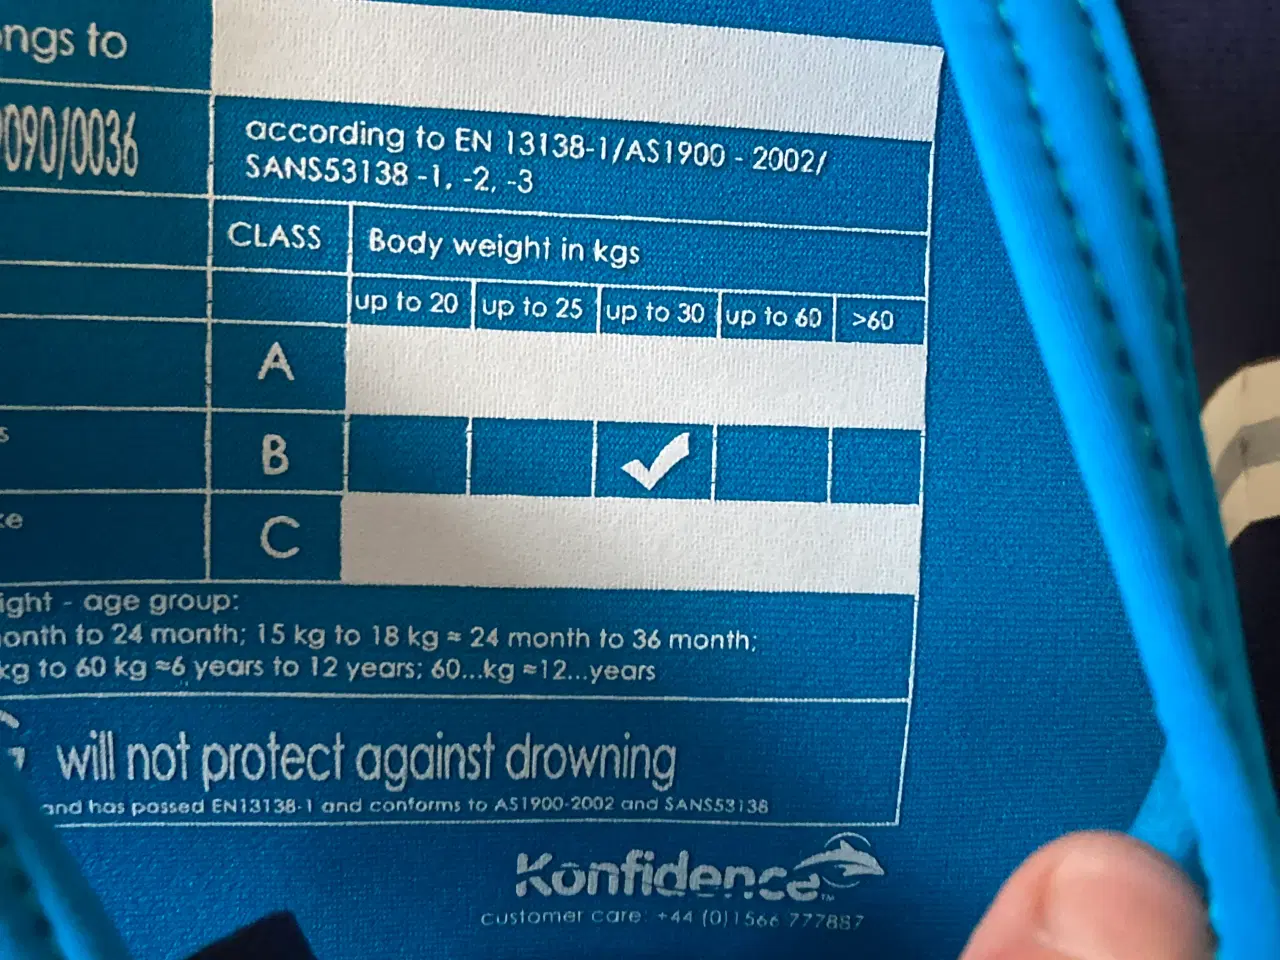 ngs to
090/0036
according to EN 13138-1/AS1900 - 2002/
SANS53138 -1, -2, -3
CLASS Body weight in kgs
up to 20 up to 25 up to 30 up to 60 >60
A
s
B ✓
C
ke
ight - age group:
onth to 24 month; 15 kg to 18 kg ≈ 24 month to 36 month;
kg to 60 kg ≈6 years to 12 years; 60...kg ≈12...years
will not protect against drowning
and has passed EN13138-1 and conforms to AS1900-2002 and SANS53138
Konfidence™
customer care: +44 (0)1566 777887